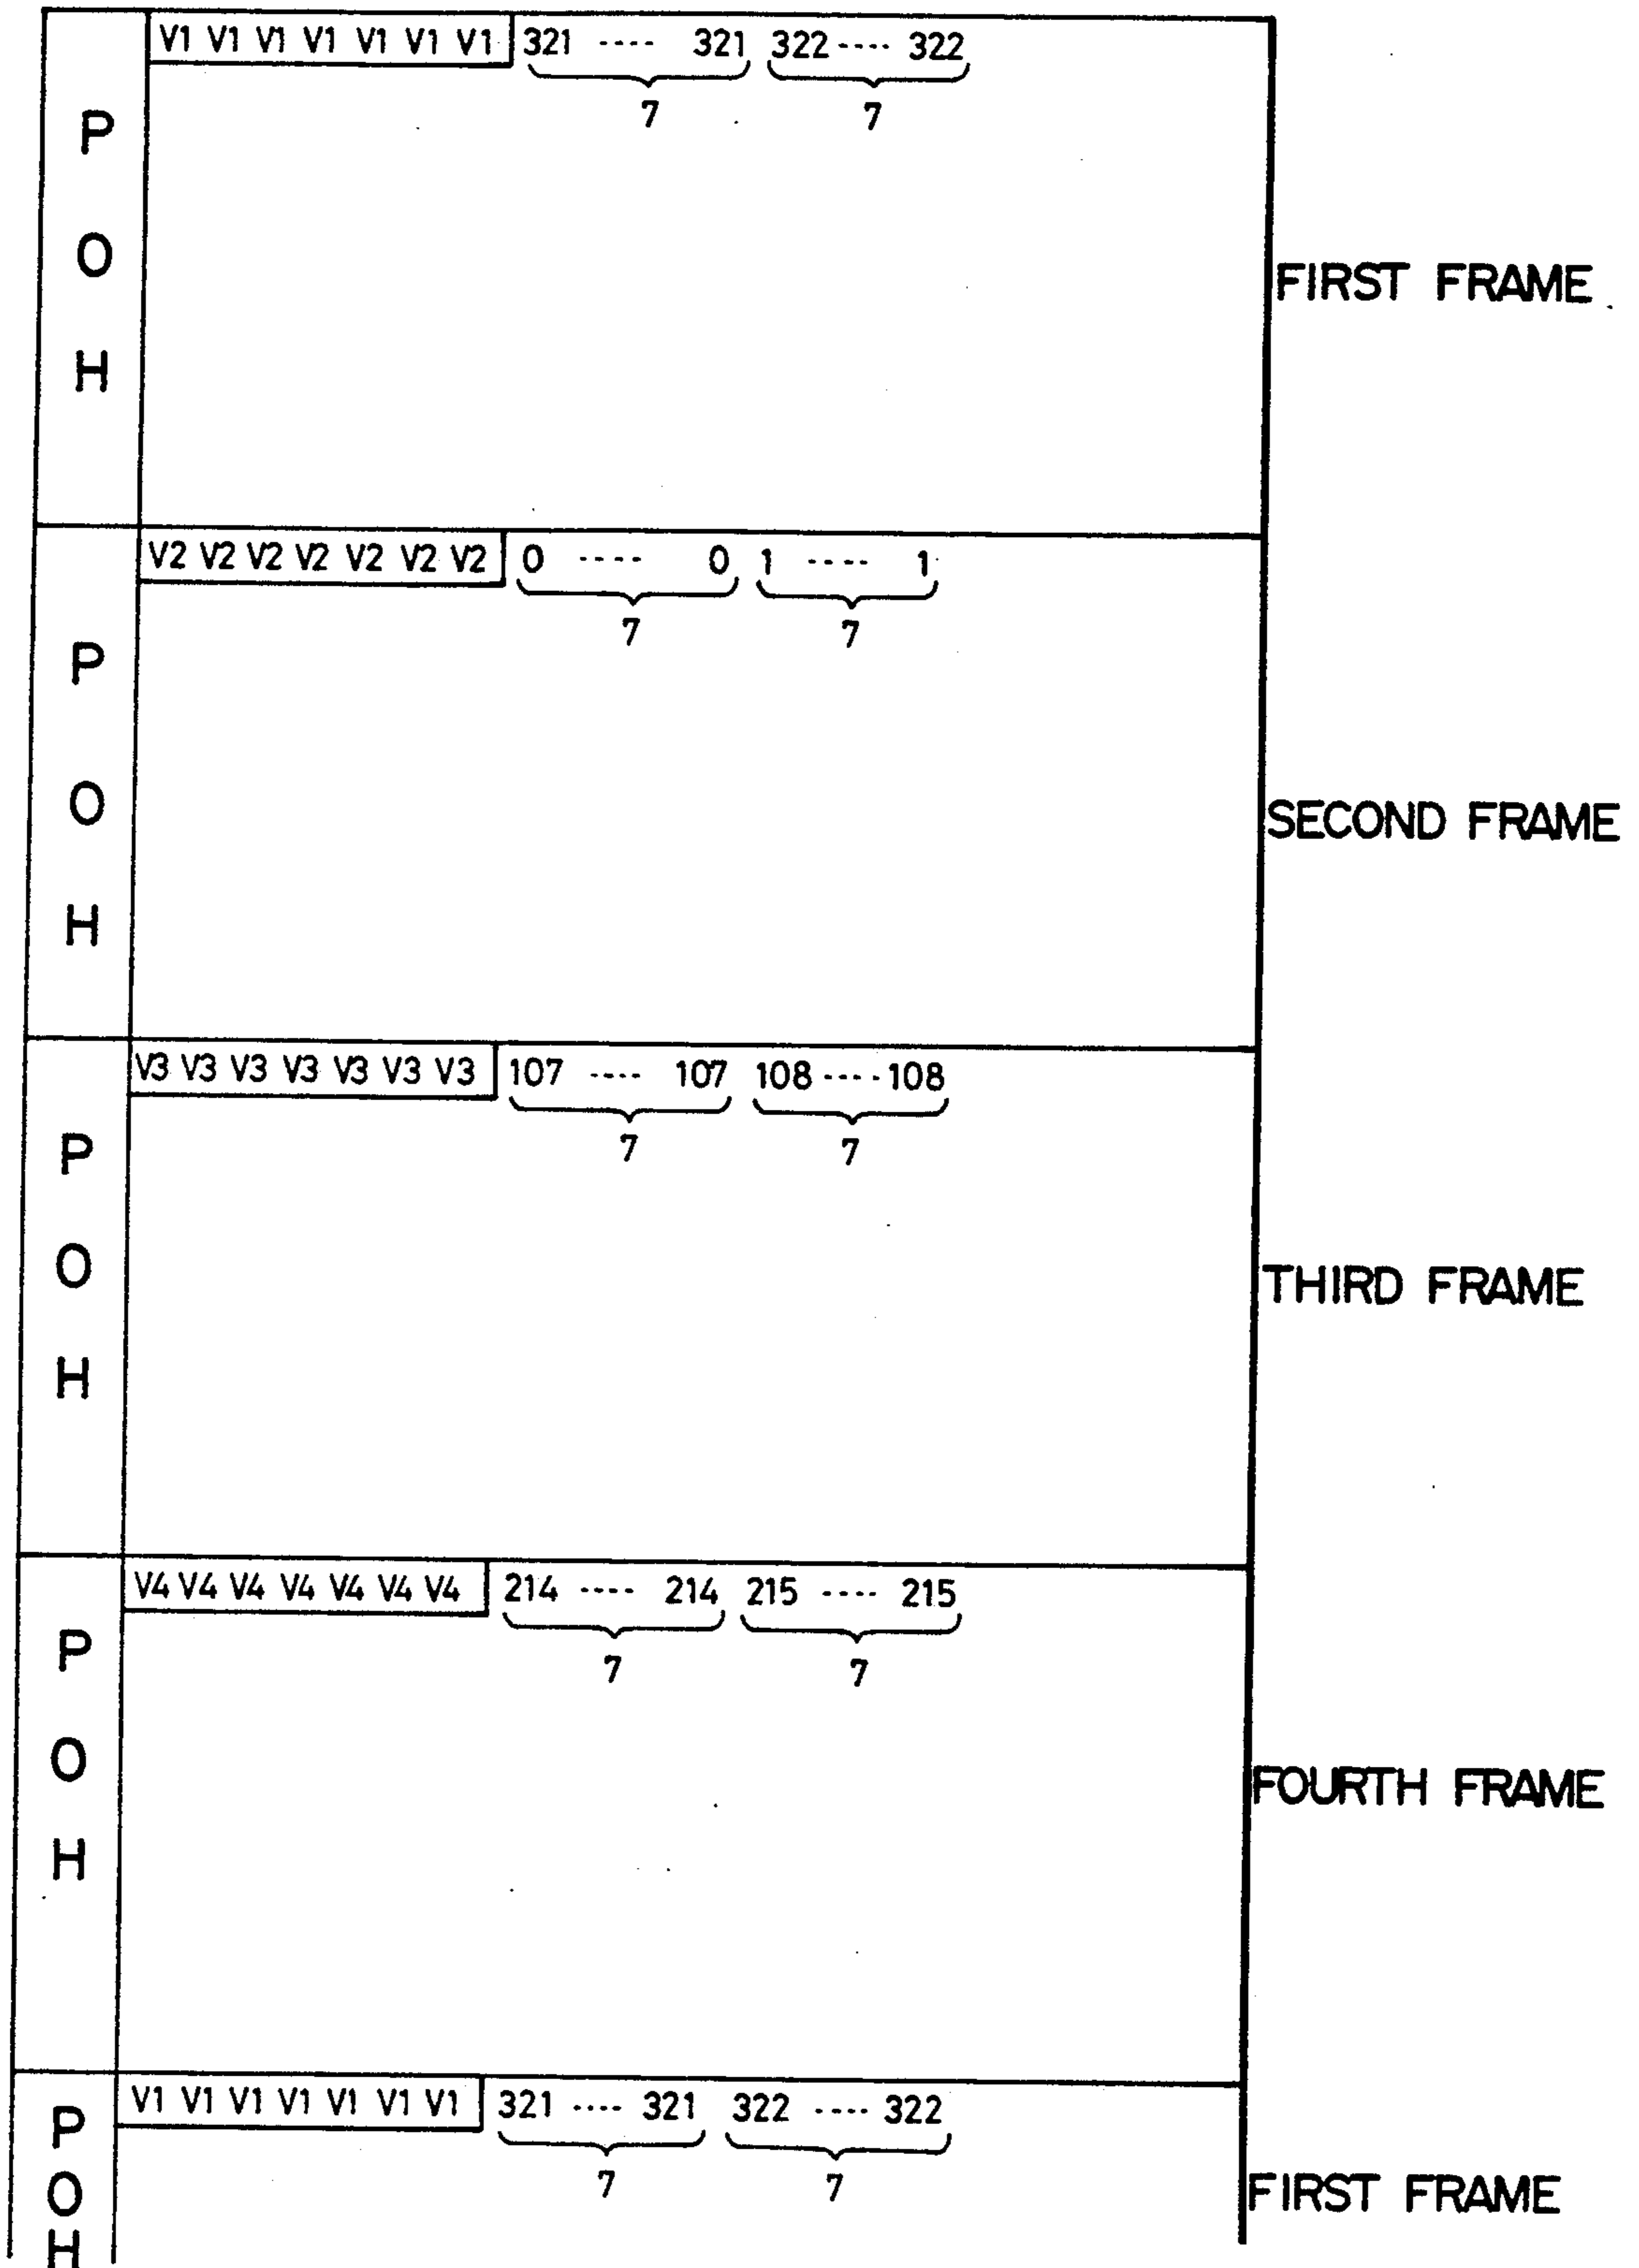 V1 V1 V1 V1 V1 V1 V1 321 ---- 321 322 ---- 322
7 7
P
O
H
FIRST FRAME
V2 V2 V2 V2 V2 V2 V2 0 ---- 0 1 ---- 1
7 7
P
O
H
SECOND FRAME
V3 V3 V3 V3 V3 V3 V3 107 ---- 107 108 ---- 108
7 7
P
O
H
THIRD FRAME
V4 V4 V4 V4 V4 V4 V4 214 ---- 214 215 ---- 215
7 7
P
O
H
FOURTH FRAME
V1 V1 V1 V1 V1 V1 V1 321 ---- 321 322 ---- 322
7 7
P
O
H
FIRST FRAME